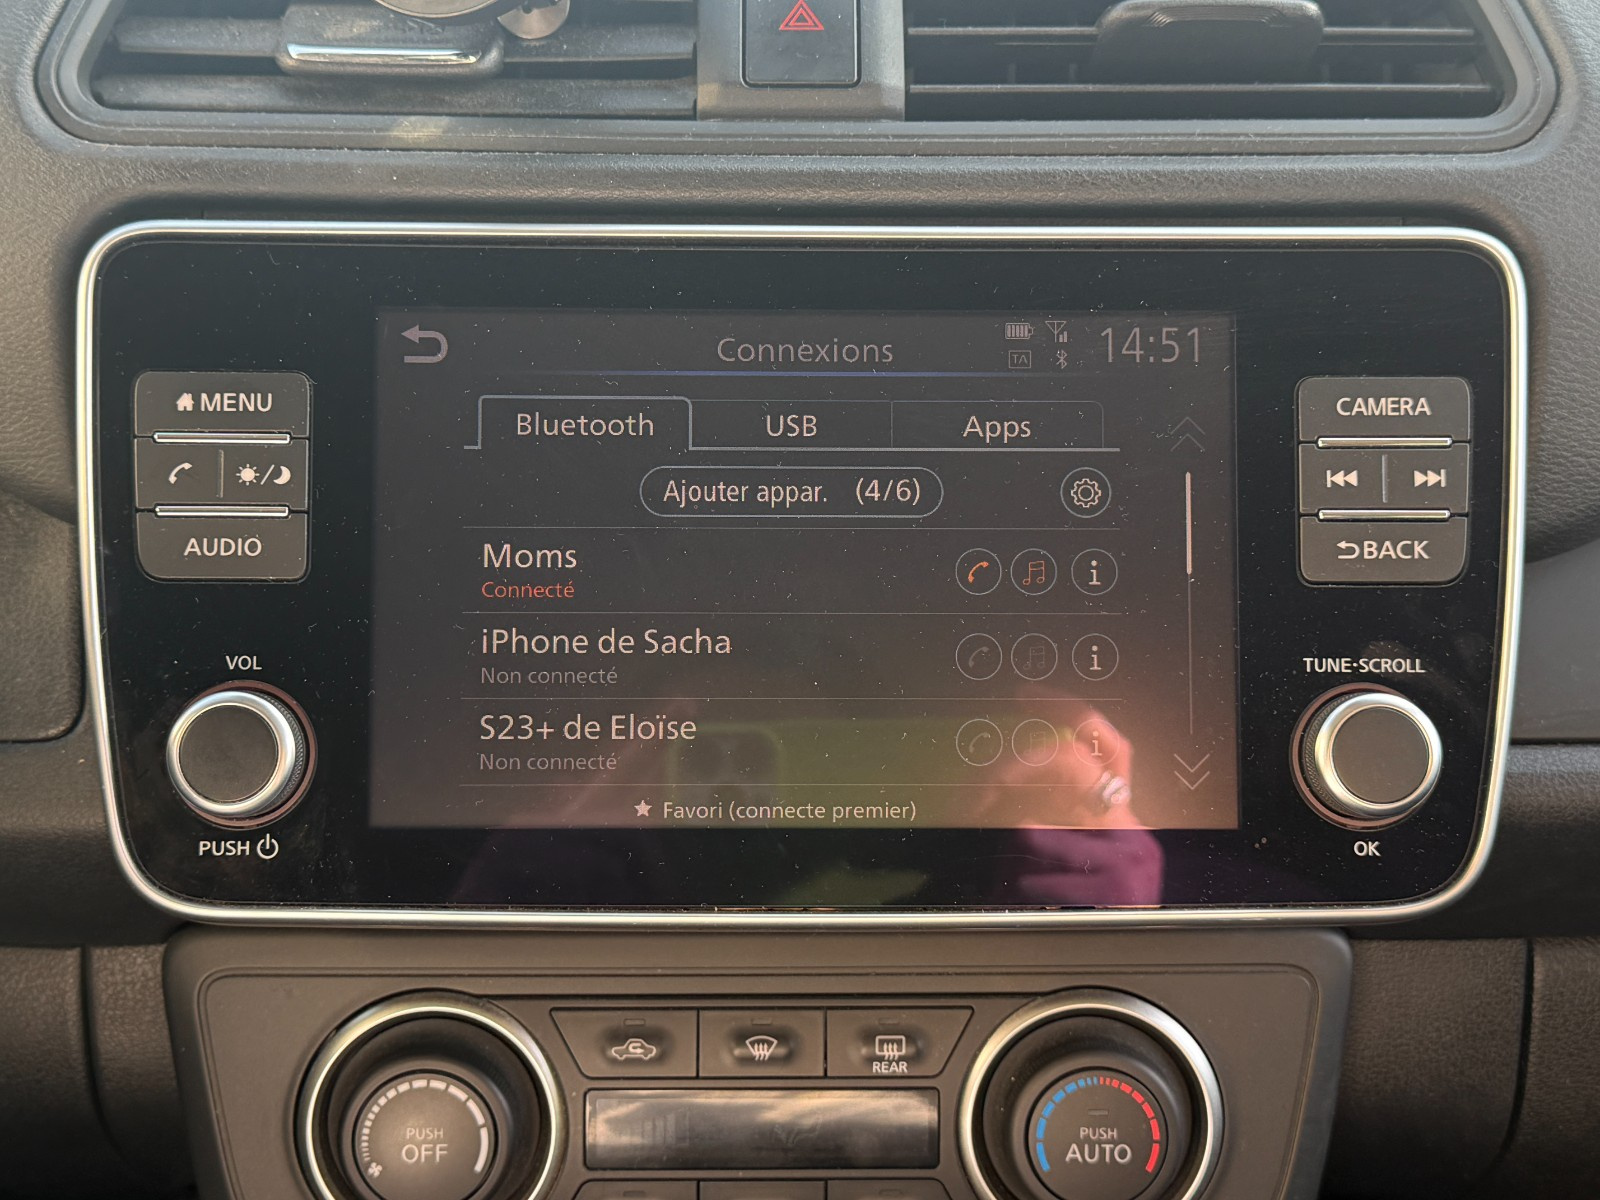 Connexions
TA
14:51
MENU
AUDIO
VOL
PUSH
Bluetooth
USB
Apps
Ajouter appar. (4/6)
Moms
Connecté
iPhone de Sacha
Non connecté
S23+ de Eloïse
Non connecté
Favori (connecte premier)
CAMERA
BACK
TUNE·SCROLL
OK
REAR
PUSH
OFF
PUSH
AUTO